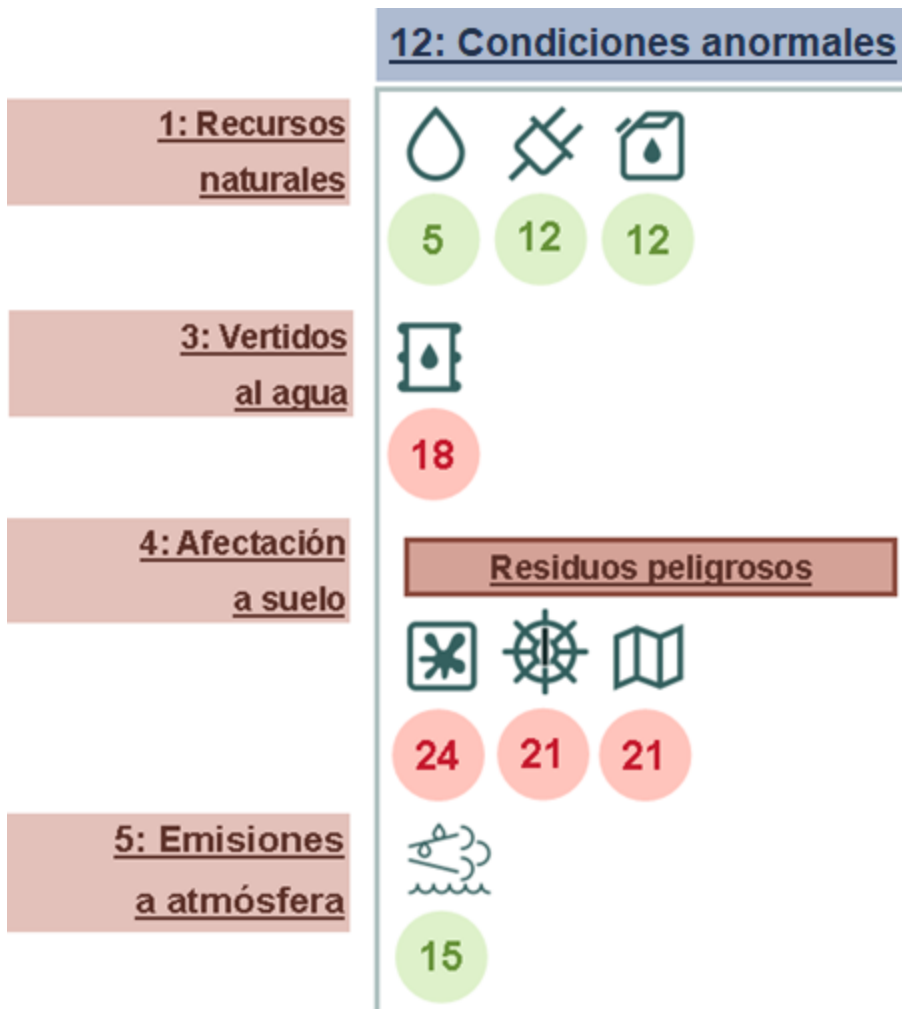 12: Condiciones anormales
1: Recursos
naturales
5 12 12
3: Vertidos
al agua
18
4: Afectación
a suelo
Residuos peligrosos
24 21 21
5: Emisiones
a atmósfera
15